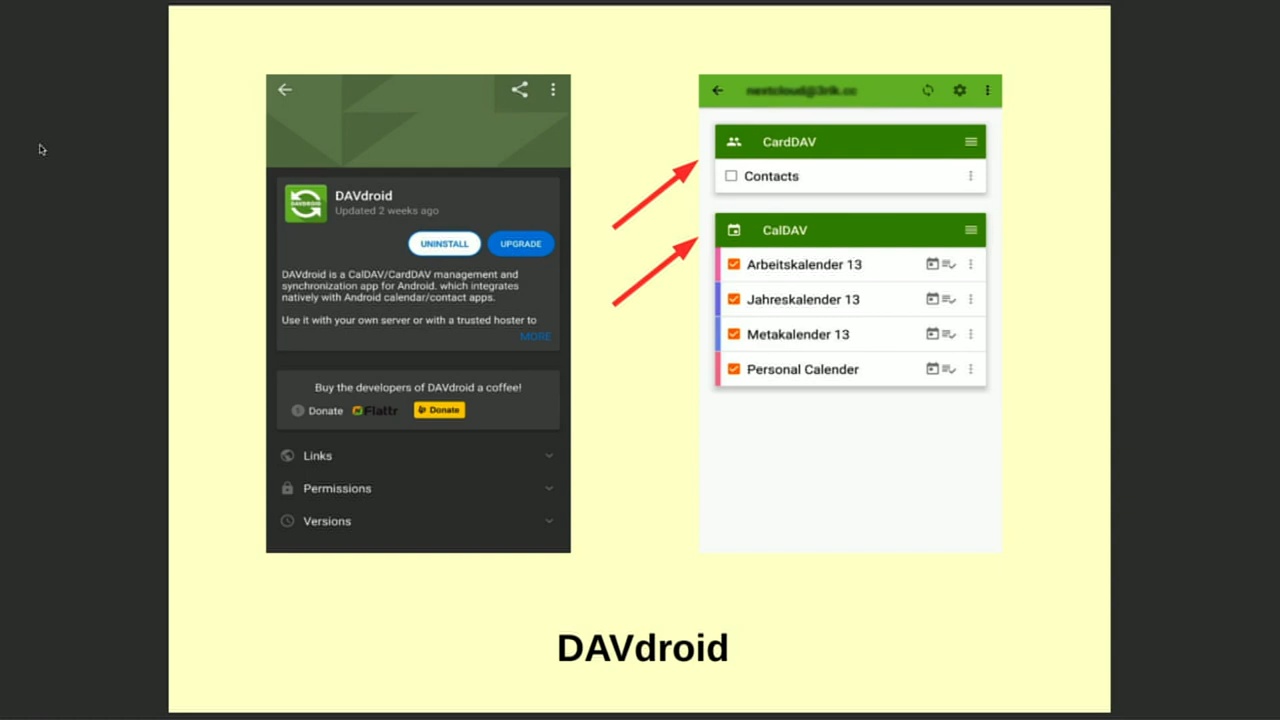 DAVdroid
Updated 2 weeks ago
UNINSTALL
UPGRADE
DAVdroid is a CalDAV/CardDAV management and
synchronization app for Android. which integrates
natively with Android calendar/contact apps.
Use it with your own server or with a trusted hoster to
MORE
Buy the developers of DAVdroid a coffee!
Donate Flattr Donate
Links
Permissions
Versions
CardDAV
Contacts
CalDAV
Arbeitskalender 13
Jahreskalender 13
Metakalender 13
Personal Calender
DAVdroid